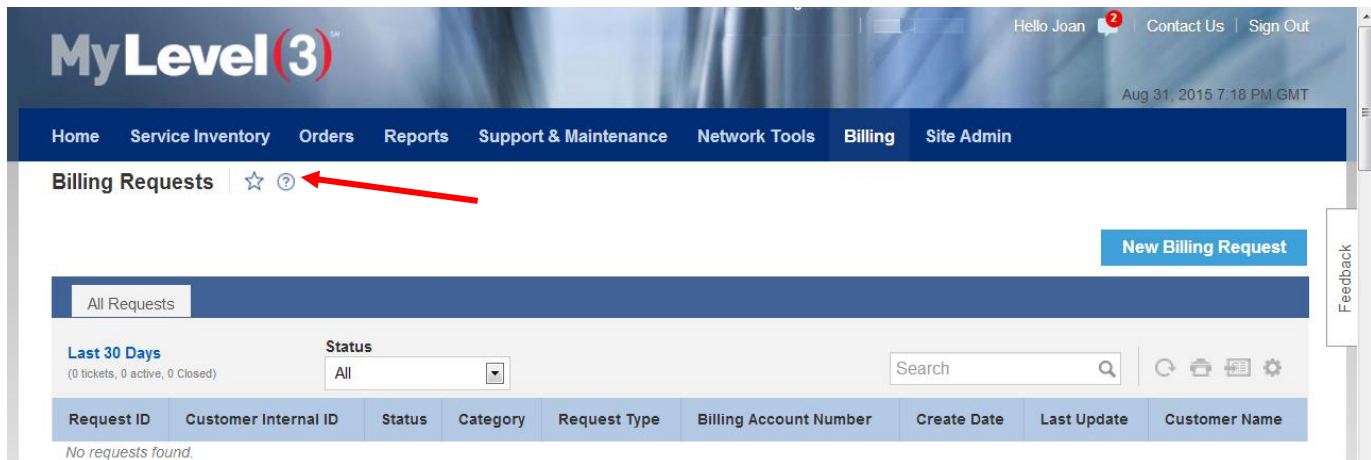 Hello Joan 2 | Contact Us | Sign Out
MyLevel(3)℠
Aug 31, 2015 7:18 PM GMT
Home Service Inventory Orders Reports Support & Maintenance Network Tools Billing Site Admin
Billing Requests ?
New Billing Request
Feedback
All Requests
Last 30 Days Status
(0 tickets, 0 active, 0 Closed) All Search
Request ID Customer Internal ID Status Category Request Type Billing Account Number Create Date Last Update Customer Name
No requests found.